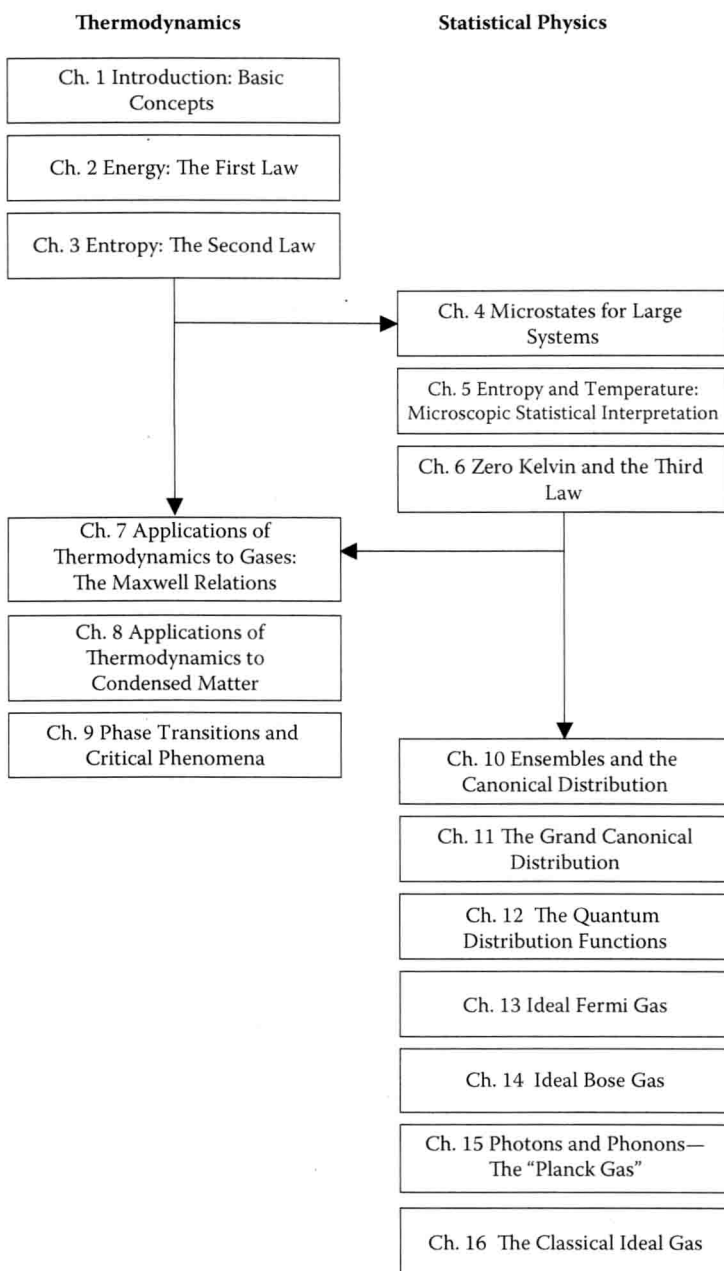 Thermodynamics
Statistical Physics
Ch. 1 Introduction: Basic
Concepts
Ch. 2 Energy: The First Law
Ch. 3 Entropy: The Second Law
Ch. 4 Microstates for Large
Systems
Ch. 5 Entropy and Temperature:
Microscopic Statistical Interpretation
Ch. 6 Zero Kelvin and the Third
Law
Ch. 7 Applications of
Thermodynamics to Gases:
The Maxwell Relations
Ch. 8 Applications of
Thermodynamics to
Condensed Matter
Ch. 9 Phase Transitions and
Critical Phenomena
Ch. 10 Ensembles and the
Canonical Distribution
Ch. 11 The Grand Canonical
Distribution
Ch. 12 The Quantum
Distribution Functions
Ch. 13 Ideal Fermi Gas
Ch. 14 Ideal Bose Gas
Ch. 15 Photons and Phonons—
The “Planck Gas”
Ch. 16 The Classical Ideal Gas